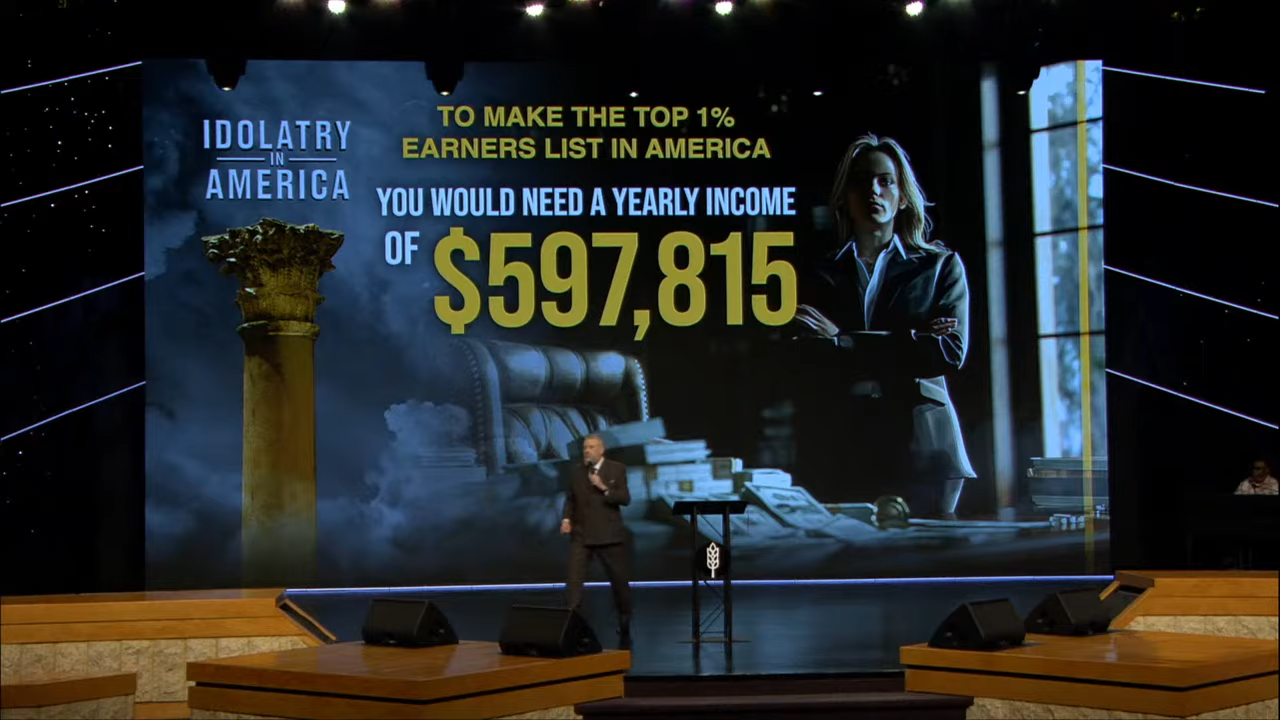 IDOLATRY
IN
AMERICA
TO MAKE THE TOP 1%
EARNERS LIST IN AMERICA
YOU WOULD NEED A YEARLY INCOME
OF $597,815